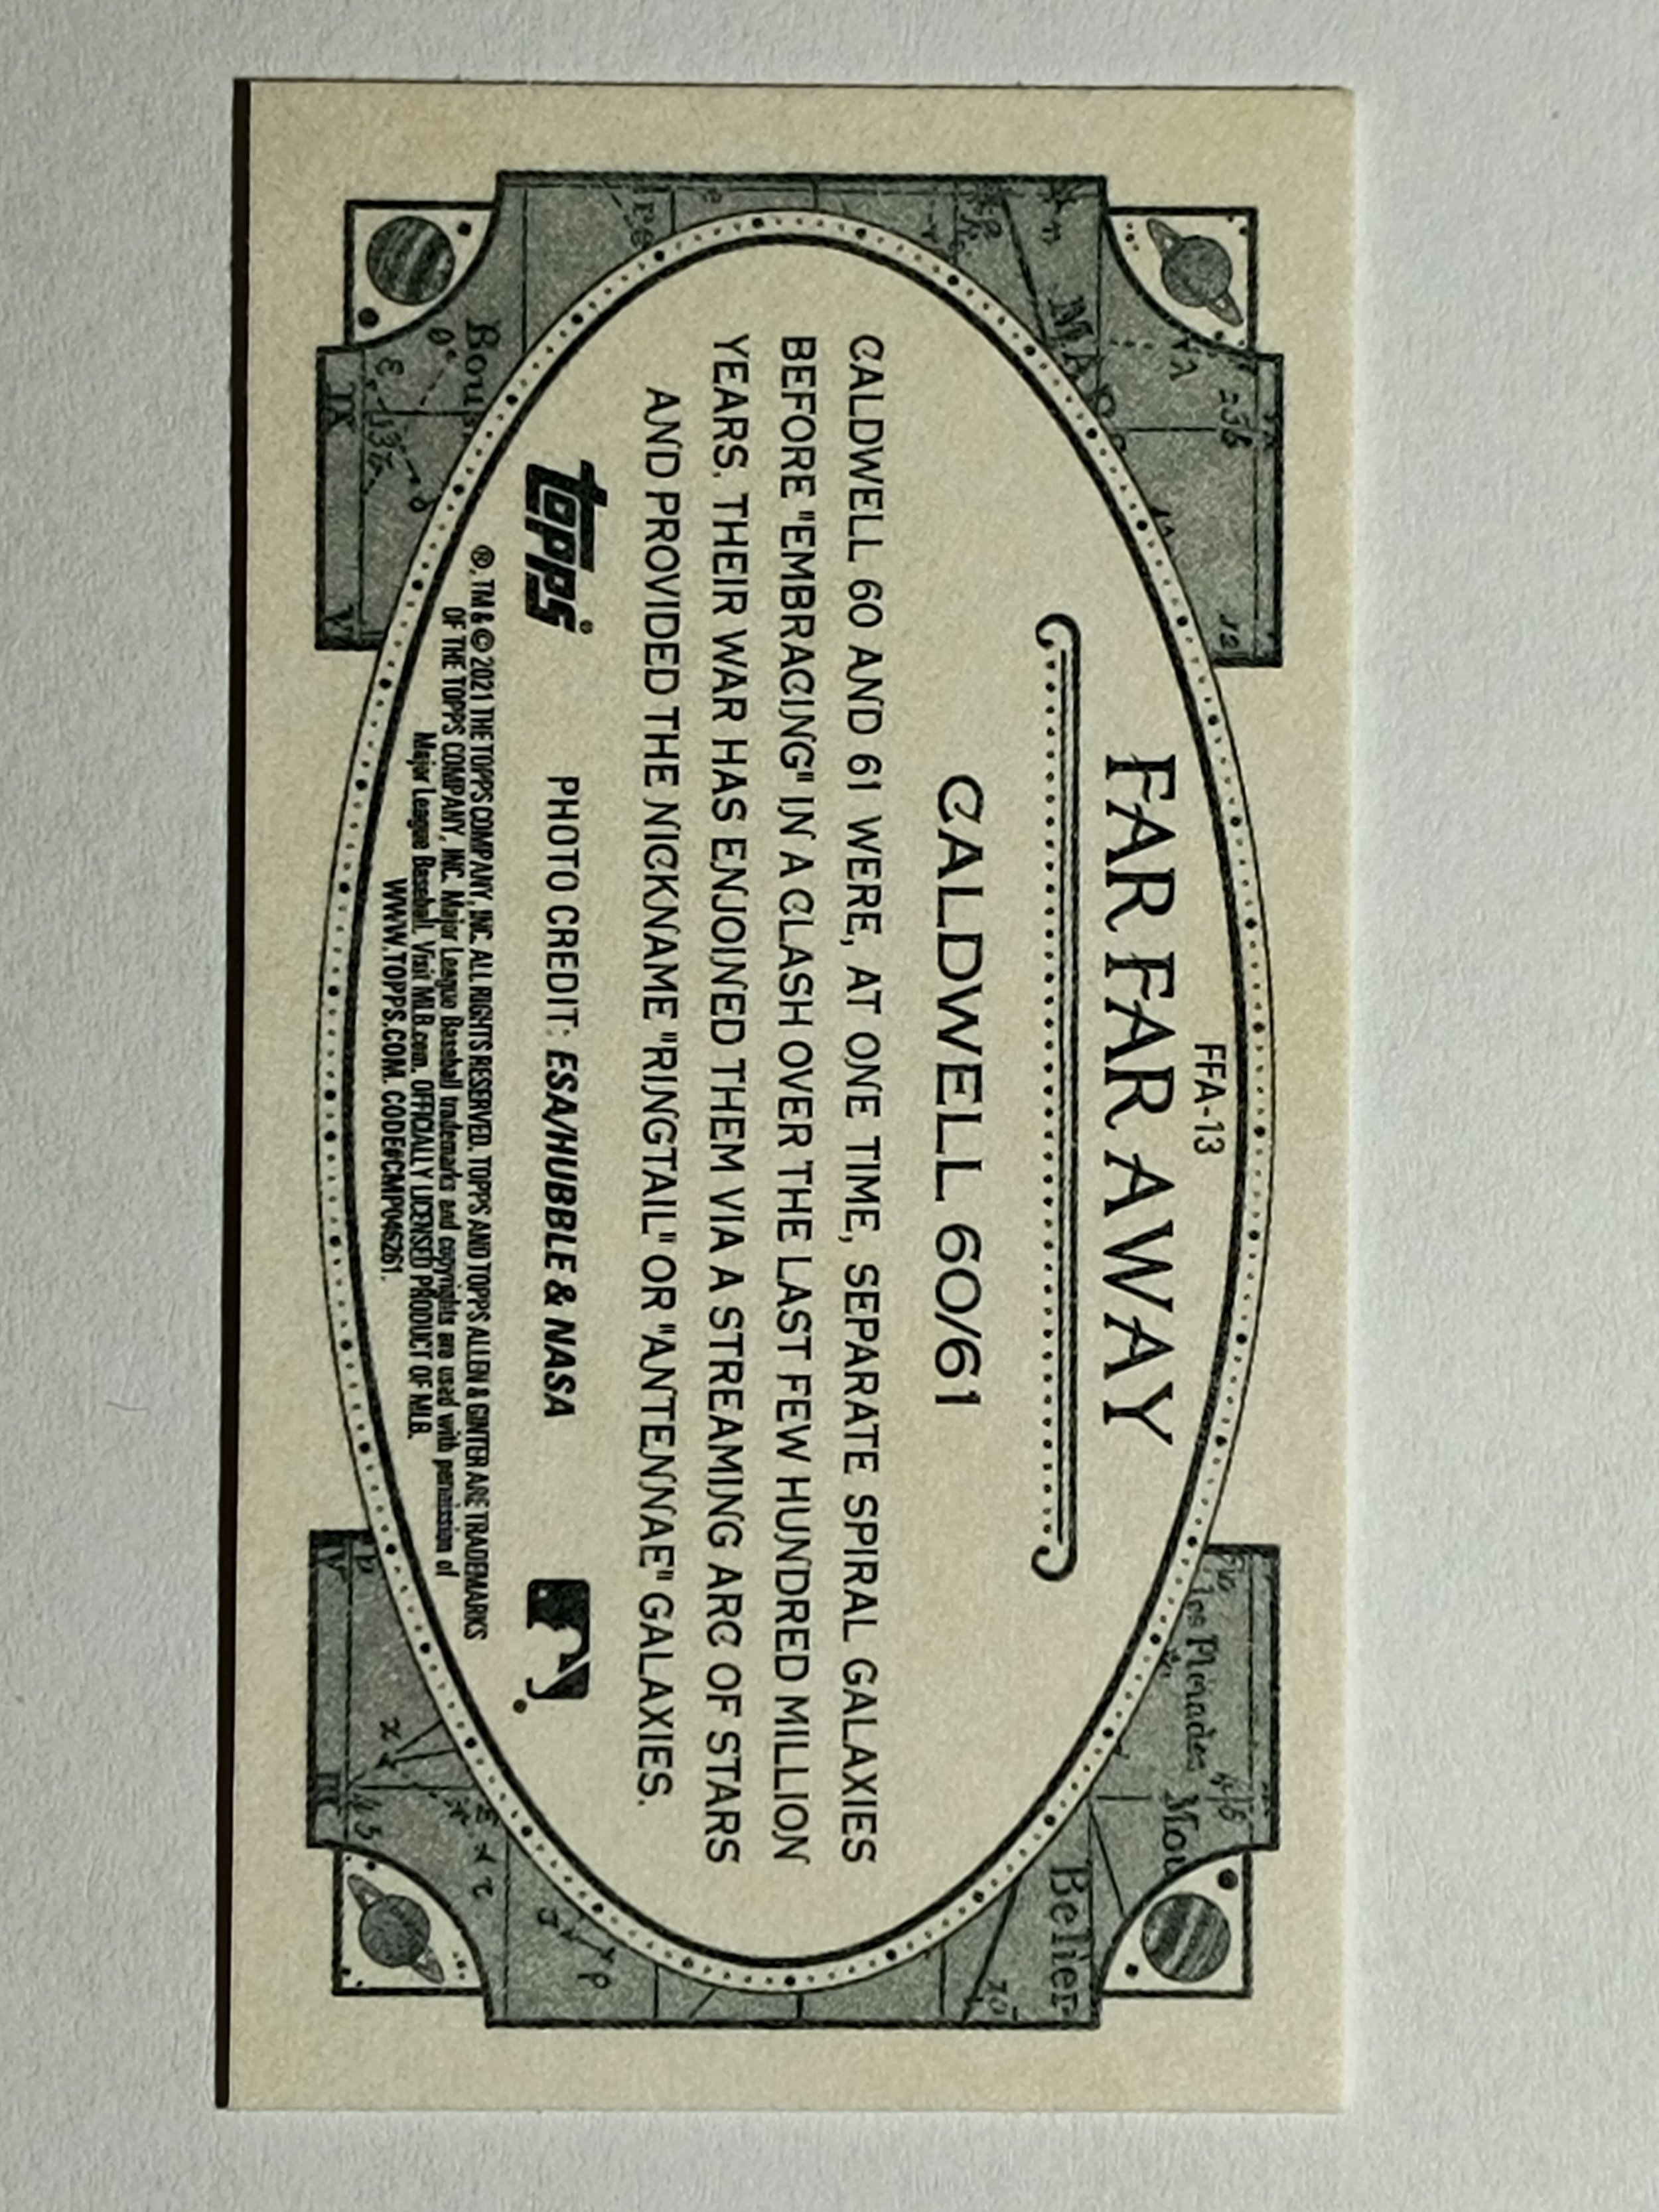 FFA-13
FAR FAR AWAY
CALDWELL 60/61
CALDWELL 60 AND 61 WERE, AT ONE TIME, SEPARATE SPIRAL GALAXIES
BEFORE "EMBRACING" IN A CLASH OVER THE LAST FEW HUNDRED MILLION
YEARS. THEIR WAR HAS ENJOINED THEM VIA A STREAMING ARC OF STARS
AND PROVIDED THE NICKNAME "RINGTAIL" OR "ANTENNAE" GALAXIES.
topps®
PHOTO CREDIT: ESA/HUBBLE & NASA
®, TM & © 2021 THE TOPPS COMPANY, INC. ALL RIGHTS RESERVED. TOPPS AND TOPPS ALLEN & GINTER ARE TRADEMARKS
OF THE TOPPS COMPANY, INC. Major League Baseball trademarks and copyrights are used with permission of
Major League Baseball. Visit MLB.com. OFFICIALLY LICENSED PRODUCT OF MLB.
WWW.TOPPS.COM. CODE#CMP046261.
Les Pleiades
Belier